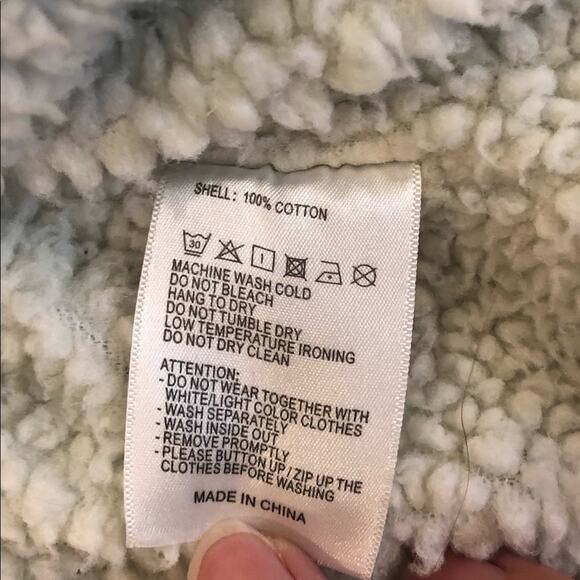 SHELL: 100% COTTON
30
MACHINE WASH COLD
DO NOT BLEACH
HANG TO DRY
DO NOT TUMBLE DRY
LOW TEMPERATURE IRONING
DO NOT DRY CLEAN
ATTENTION:
- DO NOT WEAR TOGETHER WITH
WHITE/LIGHT COLOR CLOTHES
- WASH SEPARATELY
- WASH INSIDE OUT
- REMOVE PROMPTLY
- PLEASE BUTTON UP / ZIP UP THE
CLOTHES BEFORE WASHING
MADE IN CHINA